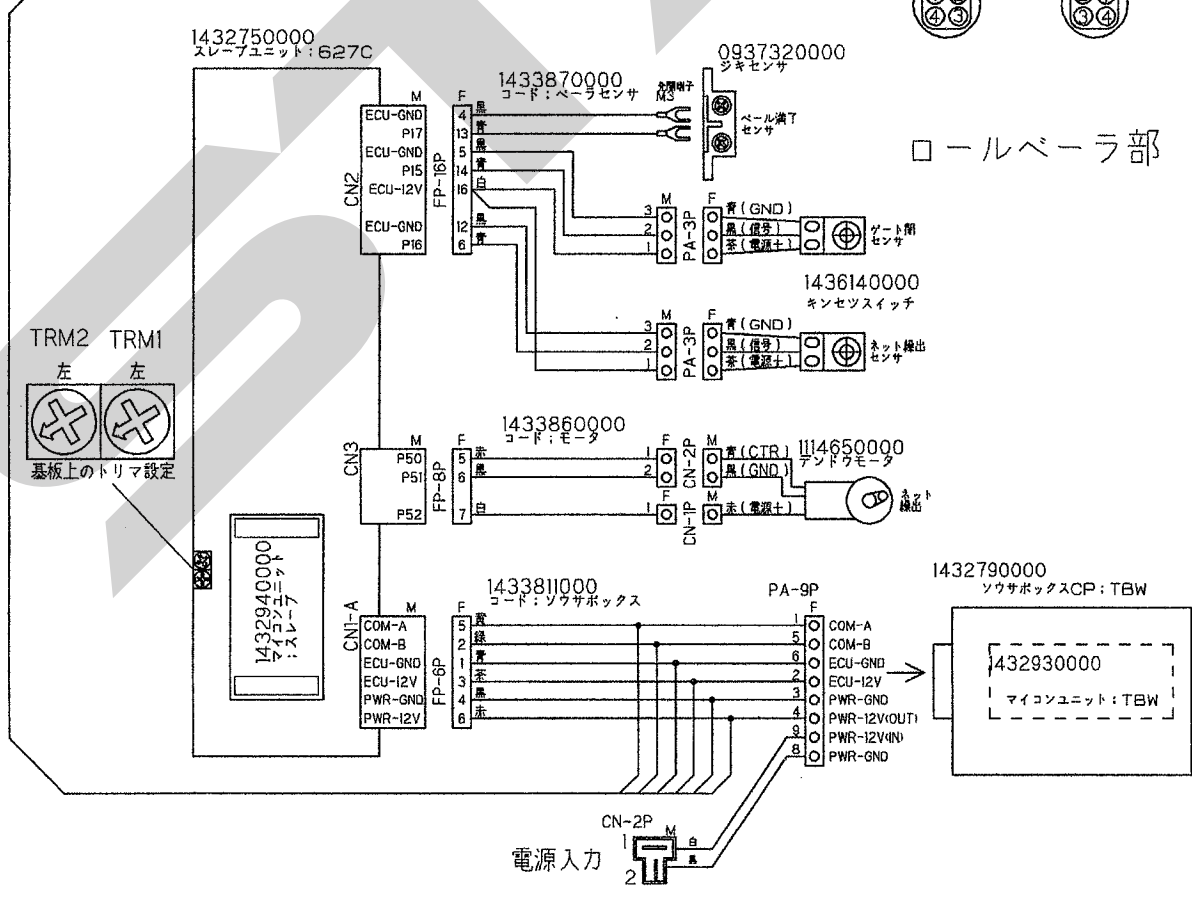 ④③
③④
1432750000
スレーブユニット：627C
0937320000
ジキセンサ
1433870000
コード；ベーラセンサ
M3
ベール満了
センサ
ロールベーラ部
M
F
CN2
FP-16P
ECU-GND
4
黒
P17
13
青
ECU-GND
5
黒
P15
14
青
ECU-12V
16
白
ECU-GND
12
黒
P16
6
青
M
F
PA-3P
3
青(GND)
2
黒(信号)
1
茶(電源+)
ゲート閉
センサ
1436140000
キンセツスイッチ
M
F
PA-3P
3
青(GND)
2
黒(信号)
1
茶(電源+)
ネット繰出
センサ
TRM2
TRM1
左
左
基板上のトリマ設定
1433860000
コード；モータ
M
F
CN3
FP-8P
P50
5
赤
P51
6
黒
P52
7
白
F
M
CN-2P
1
青(CTR)
2
黒(GND)
F
M
CN-1P
1
赤(電源+)
1114650000
デンドウモータ
ネット
繰出
1432940000
マイコンユニット
：スレーブ
1433811000
コード：ソウサボックス
M
F
CN1-A
FP-6P
COM-A
5
黄
COM-B
2
緑
ECU-GND
1
青
ECU-12V
3
茶
PWR-GND
4
黒
PWR-12V
6
赤
PA-9P
F
1
COM-A
5
COM-B
6
ECU-GND
2
ECU-12V
3
PWR-GND
4
PWR-12V(OUT)
9
PWR-12V(IN)
8
PWR-GND
1432790000
ソウサボックスCP：TBW
1432930000
マイコンユニット：TBW
CN-2P
M
1
白
黒
2
電源入力